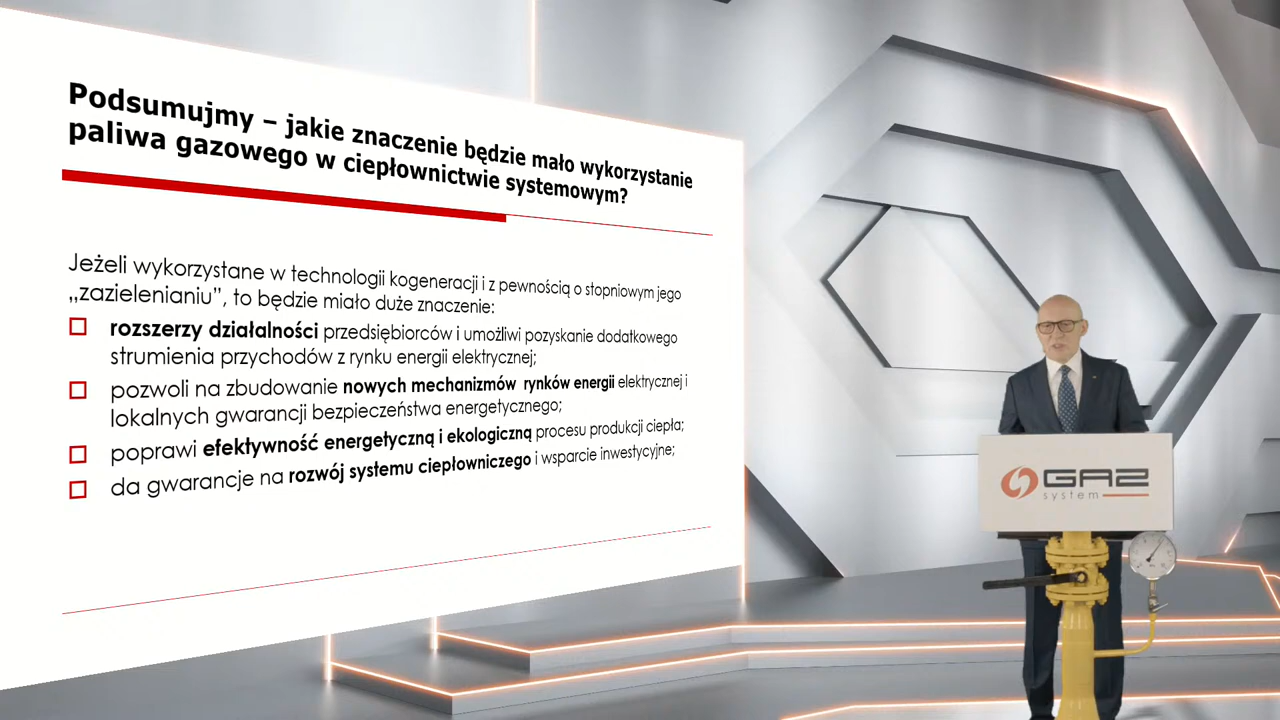 Podsumujmy – jakie znaczenie będzie mało wykorzystanie
paliwa gazowego w ciepłownictwie systemowym?
Jeżeli wykorzystane w technologii kogeneracji i z pewnością o stopniowym jego
„zazielenianiu”, to będzie miało duże znaczenie:
rozszerzy działalności przedsiębiorców i umożliwi pozyskanie dodatkowego
strumienia przychodów z rynku energii elektrycznej;
pozwoli na zbudowanie nowych mechanizmów rynków energii elektrycznej i
lokalnych gwarancji bezpieczeństwa energetycznego;
poprawi efektywność energetyczną i ekologiczną procesu produkcji ciepła;
da gwarancje na rozwój systemu ciepłowniczego i wsparcie inwestycyjne;
GAZ
system